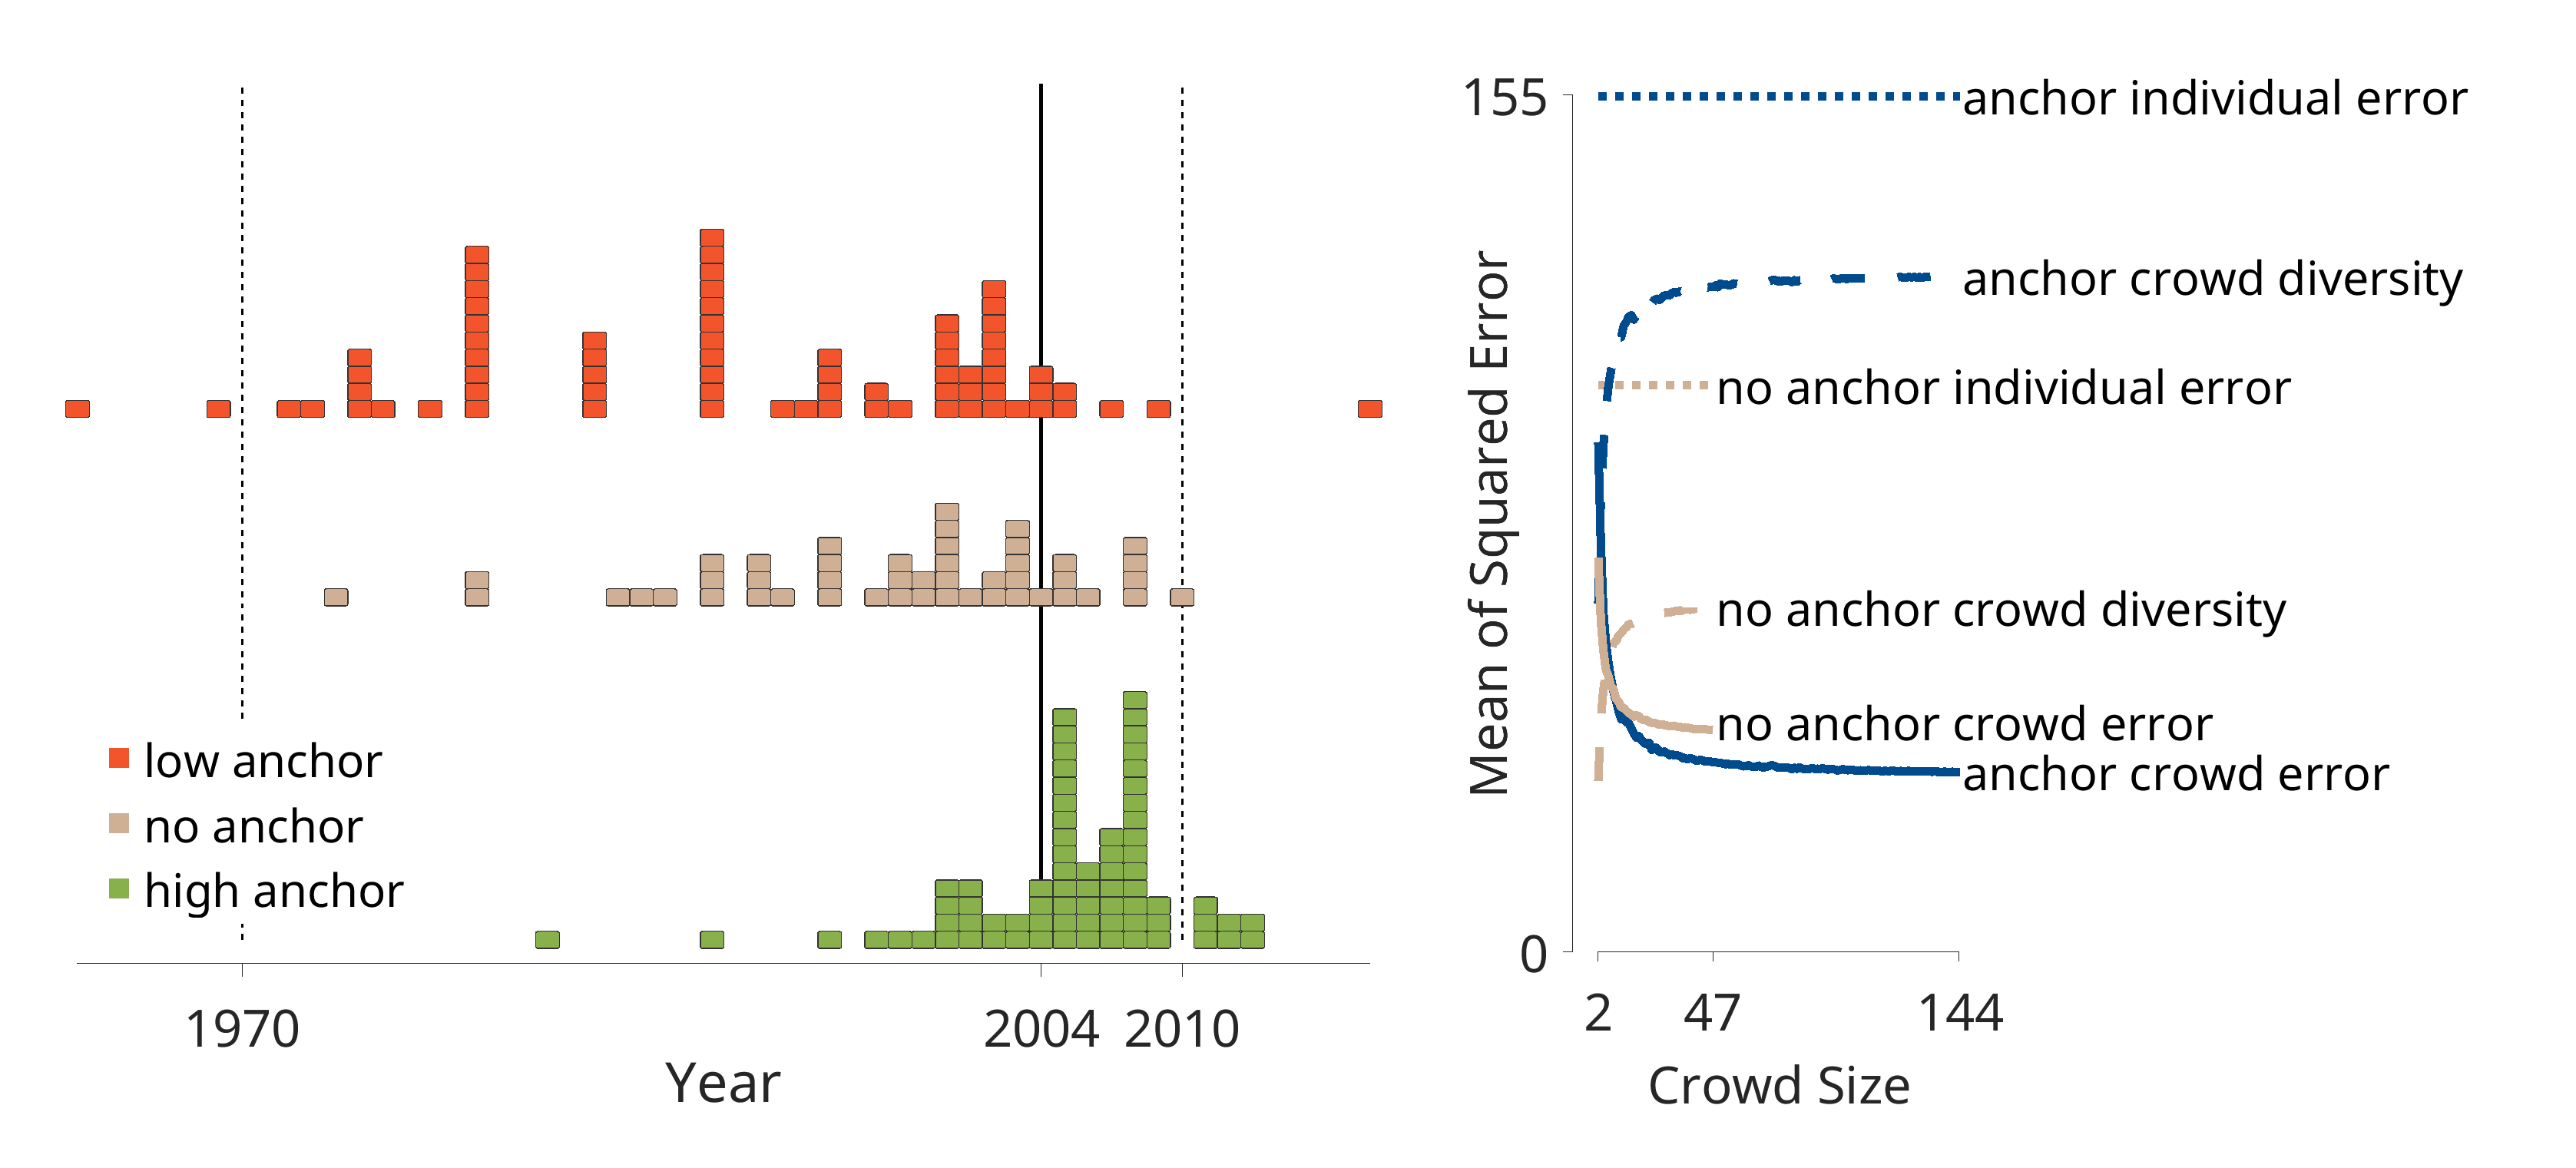 low anchor
no anchor
high anchor
1970
2004
2010
Year
155
0
Mean of Squared Error
anchor individual error
anchor crowd diversity
no anchor individual error
no anchor crowd diversity
no anchor crowd error
anchor crowd error
2
47
144
Crowd Size